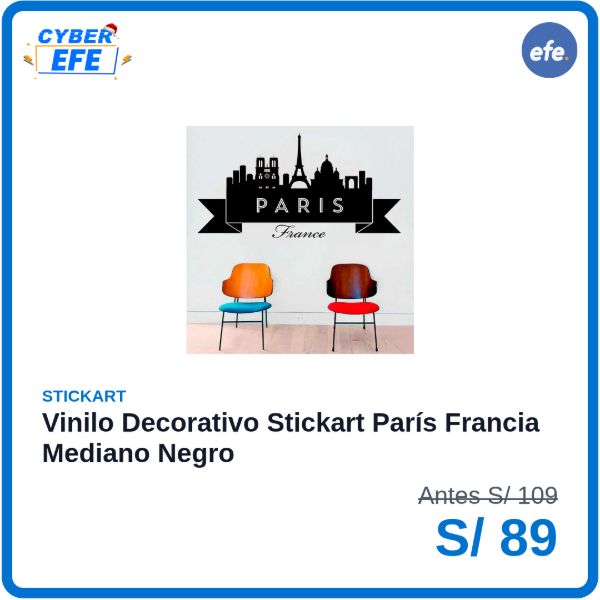 CYBER
EFE
efe.
PARIS
France
STICKART
Vinilo Decorativo Stickart París Francia
Mediano Negro
Antes S/ 109
S/ 89